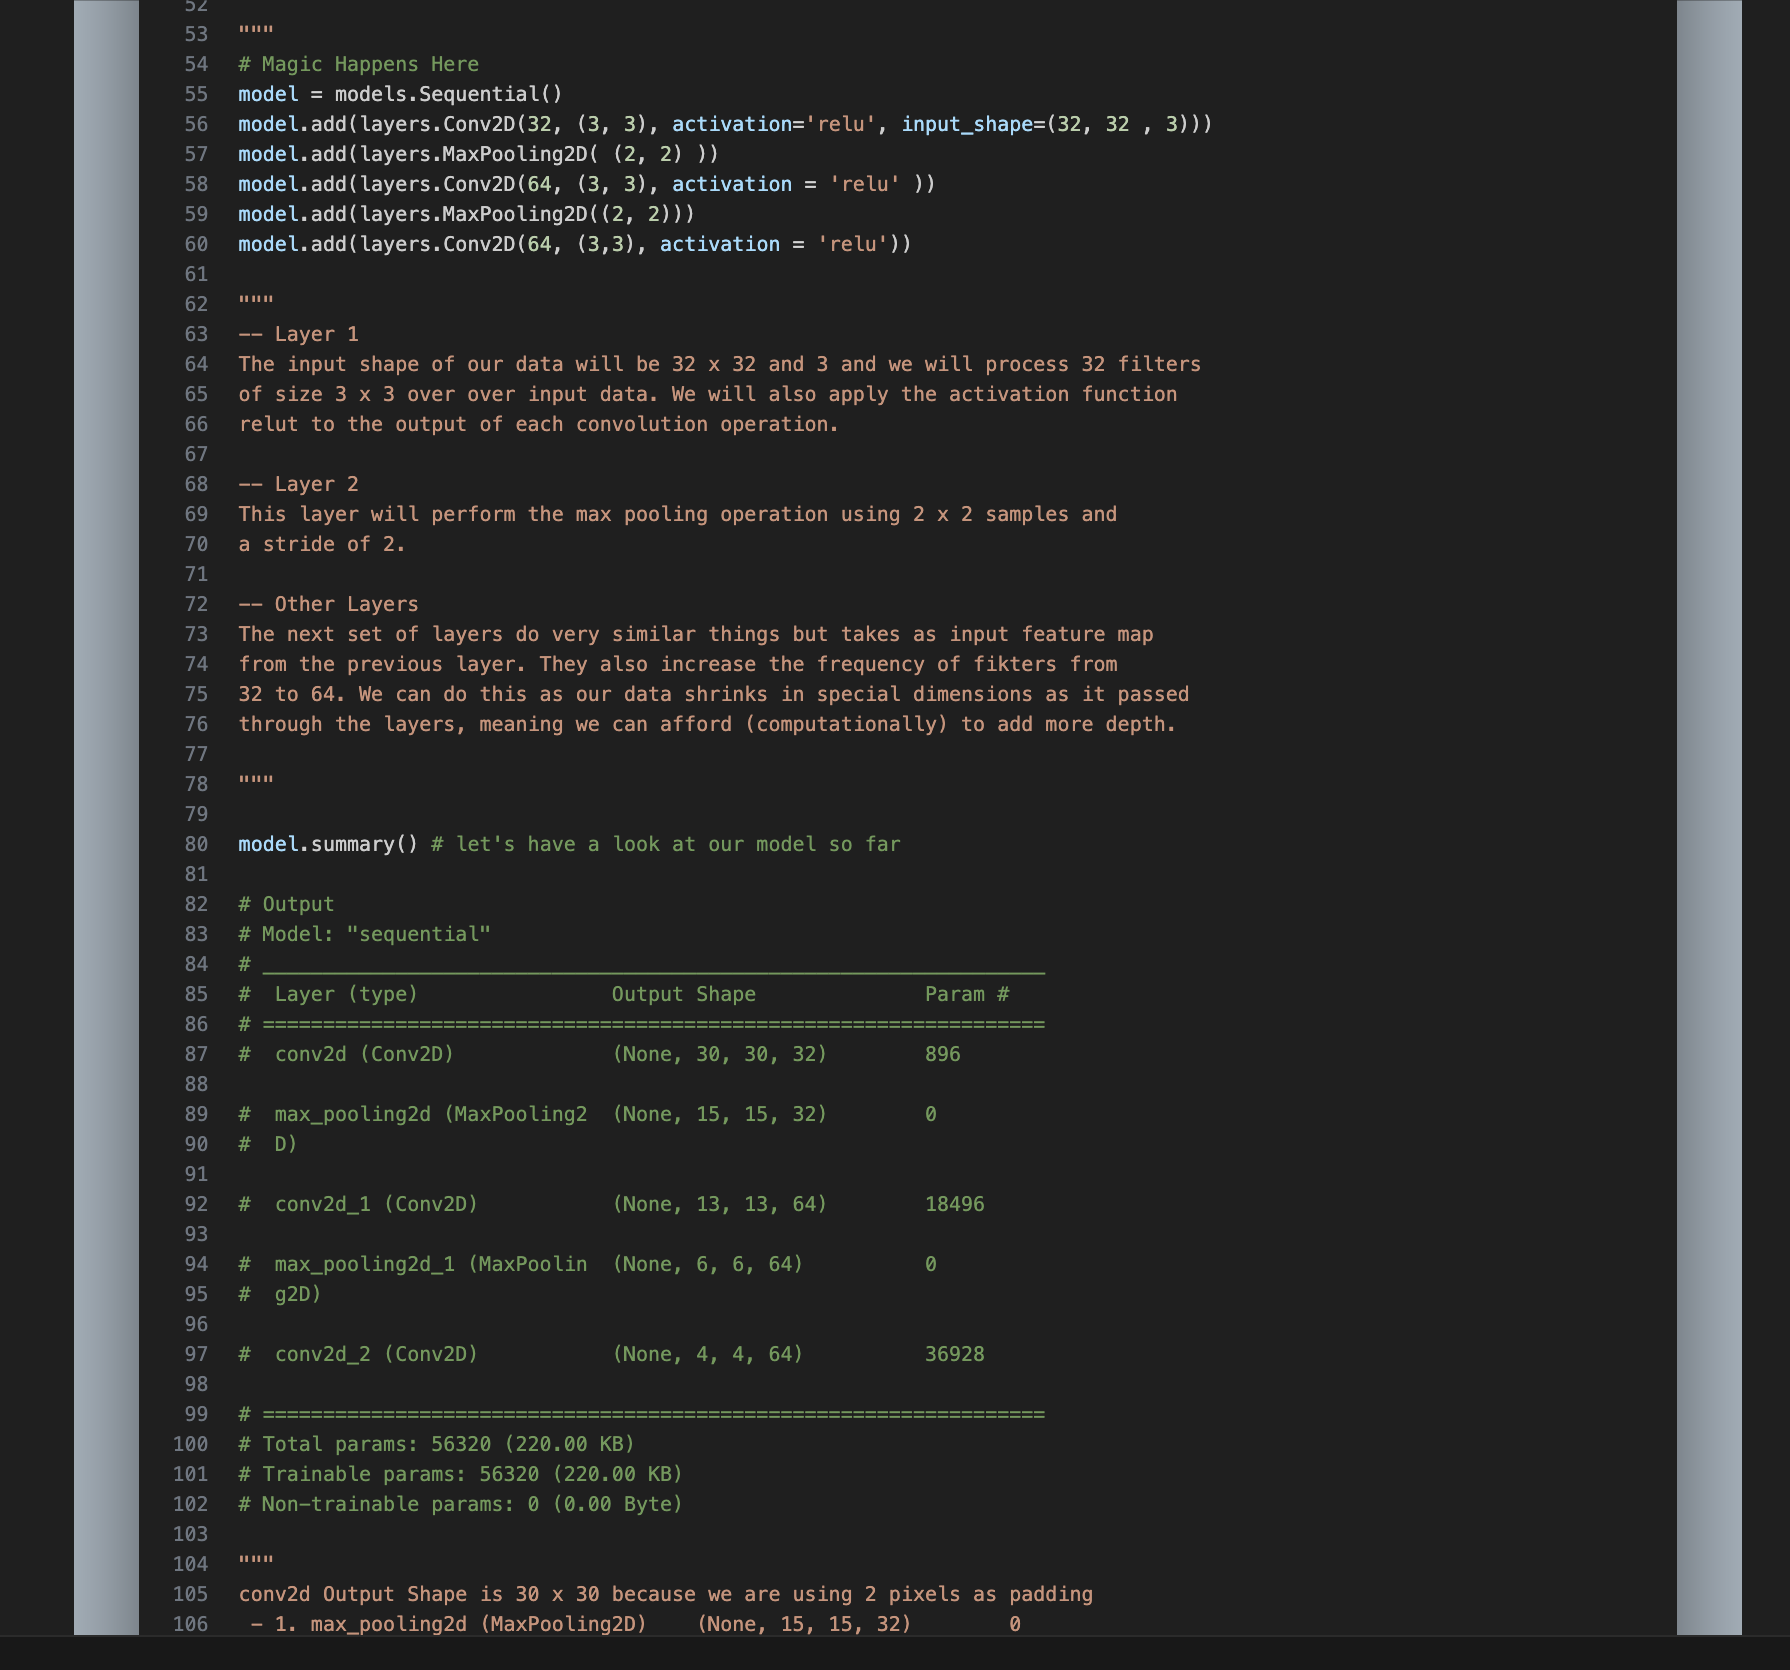 52
53 """
54 # Magic Happens Here
55 model = models.Sequential()
56 model.add(layers.Conv2D(32, (3, 3), activation='relu', input_shape=(32, 32 , 3)))
57 model.add(layers.MaxPooling2D( (2, 2) ))
58 model.add(layers.Conv2D(64, (3, 3), activation = 'relu' ))
59 model.add(layers.MaxPooling2D((2, 2)))
60 model.add(layers.Conv2D(64, (3,3), activation = 'relu'))
61
62 """
63 -- Layer 1
64 The input shape of our data will be 32 x 32 and 3 and we will process 32 filters
65 of size 3 x 3 over over input data. We will also apply the activation function
66 relut to the output of each convolution operation.
67
68 -- Layer 2
69 This layer will perform the max pooling operation using 2 x 2 samples and
70 a stride of 2.
71
72 -- Other Layers
73 The next set of layers do very similar things but takes as input feature map
74 from the previous layer. They also increase the frequency of fikters from
75 32 to 64. We can do this as our data shrinks in special dimensions as it passed
76 through the layers, meaning we can afford (computationally) to add more depth.
77
78 """
79
80 model.summary() # let's have a look at our model so far
81
82 # Output
83 # Model: "sequential"
84 # _________________________________________________________________
85 #  Layer (type)                Output Shape              Param #
86 # =================================================================
87 #  conv2d (Conv2D)             (None, 30, 30, 32)        896
88
89 #  max_pooling2d (MaxPooling2  (None, 15, 15, 32)        0
90 #  D)
91
92 #  conv2d_1 (Conv2D)           (None, 13, 13, 64)        18496
93
94 #  max_pooling2d_1 (MaxPoolin  (None, 6, 6, 64)          0
95 #  g2D)
96
97 #  conv2d_2 (Conv2D)           (None, 4, 4, 64)          36928
98
99 # =================================================================
100 # Total params: 56320 (220.00 KB)
101 # Trainable params: 56320 (220.00 KB)
102 # Non-trainable params: 0 (0.00 Byte)
103
104 """
105 conv2d Output Shape is 30 x 30 because we are using 2 pixels as padding
106  - 1. max_pooling2d (MaxPooling2D)    (None, 15, 15, 32)        0